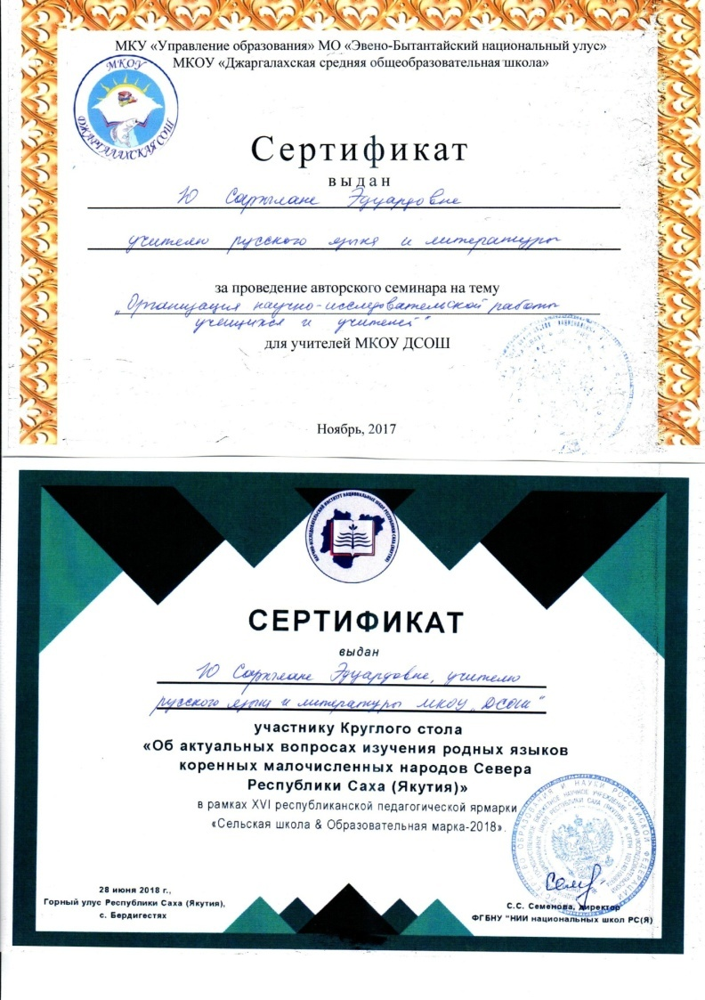 МКУ «Управление образования» МО «Эвено-Бытантайский национальный улус»
МКОУ «Джаргалахская средняя общеобразовательная школа»
МКОУ
ДЖАРГАЛАХСКАЯ СОШ
Сертификат
выдан
Ю Саргылане Эдуардовне
учителю русского языка и литературы
за проведение авторского семинара на тему
„Организация научно-исследовательской работы
учащихся и учителей“
для учителей МКОУ ДСОШ
Ноябрь, 2017
СЕРТИФИКАТ
выдан
Ю Саргылане Эдуардовне, учителю
русского языка и литературы МКОУ „ДСОШ“
участнику Круглого стола
«Об актуальных вопросах изучения родных языков
коренных малочисленных народов Севера
Республики Саха (Якутия)»
в рамках XVI республиканской педагогической ярмарки
«Сельская школа & Образовательная марка-2018».
28 июня 2018 г.,
Горный улус Республики Саха (Якутия),
с. Бердигестях
С.С. Семенова, директор
ФГБНУ "НИИ национальных школ РС(Я)